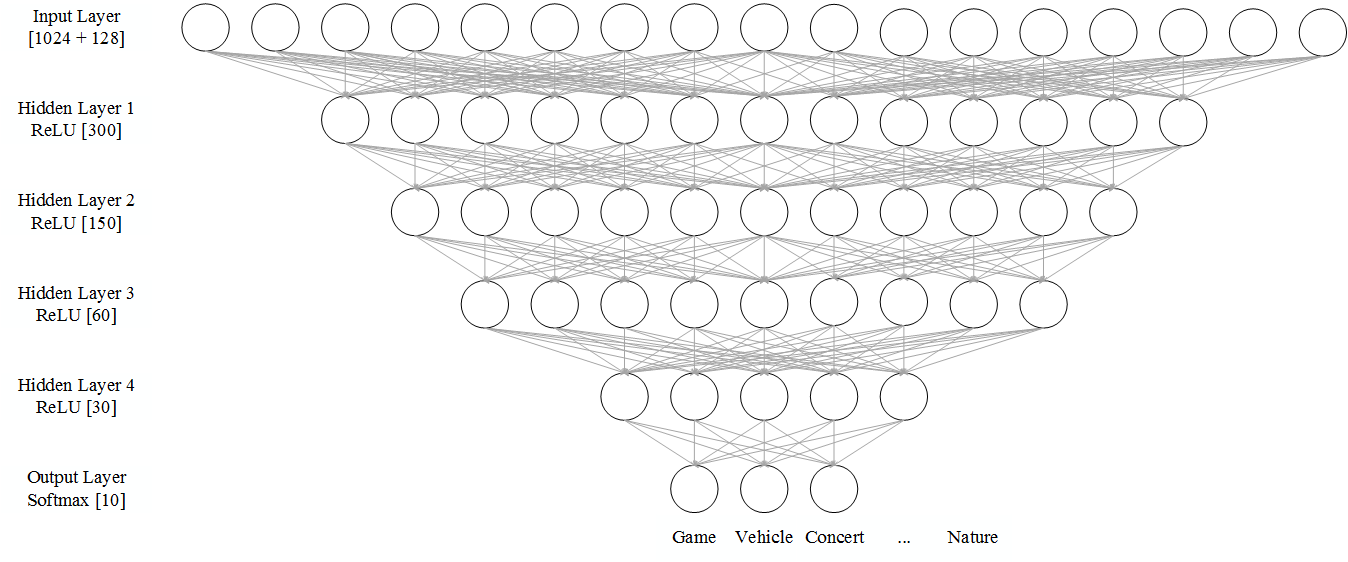 Input Layer
[1024 + 128]
Hidden Layer 1
ReLU [300]
Hidden Layer 2
ReLU [150]
Hidden Layer 3
ReLU [60]
Hidden Layer 4
ReLU [30]
Output Layer
Softmax [10]
Game Vehicle Concert ... Nature